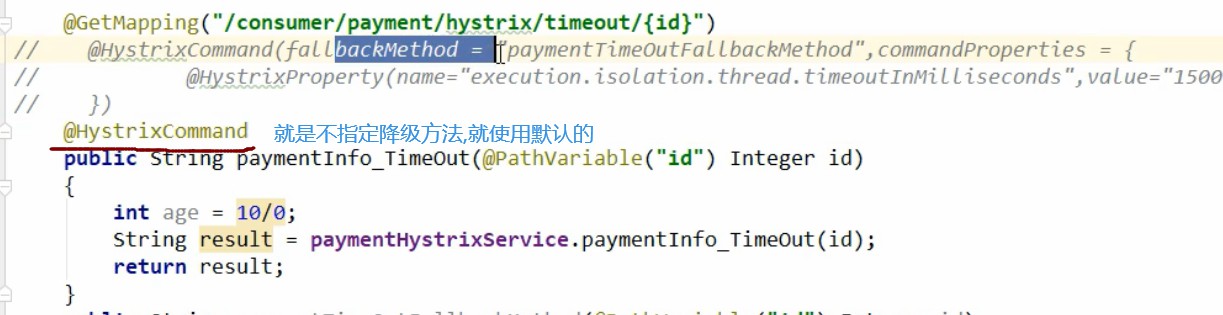 @GetMapping("/consumer/payment/hystrix/timeout/{id}")
// @HystrixCommand(fallbackMethod = "paymentTimeOutFallbackMethod",commandProperties = {
// @HystrixProperty(name="execution.isolation.thread.timeoutInMilliseconds",value="1500
// })
@HystrixCommand 就是不指定降级方法,就使用默认的
public String paymentInfo_TimeOut(@PathVariable("id") Integer id)
{
int age = 10/0;
String result = paymentHystrixService.paymentInfo_TimeOut(id);
return result;
}